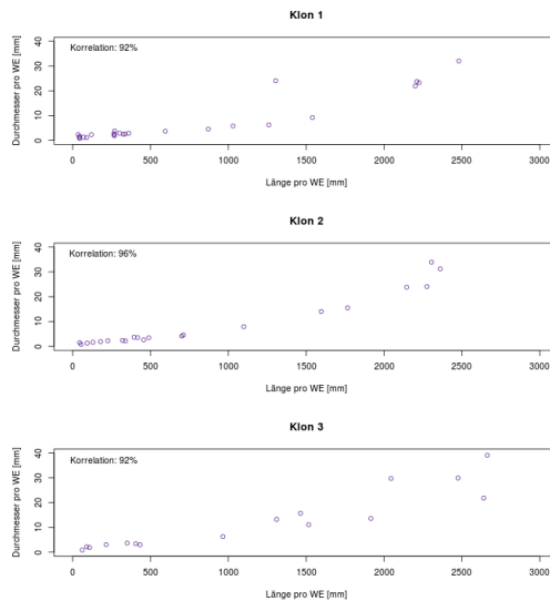 Klon 1
Korrelation: 92%
Durchmesser pro WE [mm]
0 10 20 30 40
0 500 1000 1500 2000 2500 3000
Länge pro WE [mm]
Klon 2
Korrelation: 96%
Durchmesser pro WE [mm]
0 10 20 30 40
0 500 1000 1500 2000 2500 3000
Länge pro WE [mm]
Klon 3
Korrelation: 92%
Durchmesser pro WE [mm]
0 10 20 30 40
0 500 1000 1500 2000 2500 3000
Länge pro WE [mm]